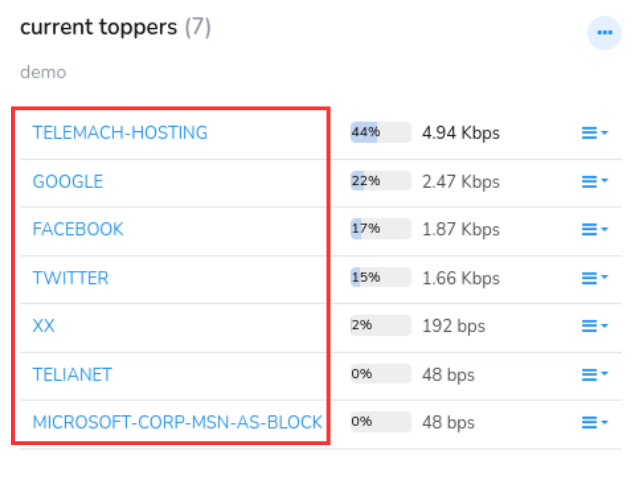 current toppers (7)
demo
TELEMACH-HOSTING 44% 4.94 Kbps
GOOGLE 22% 2.47 Kbps
FACEBOOK 17% 1.87 Kbps
TWITTER 15% 1.66 Kbps
XX 2% 192 bps
TELIANET 0% 48 bps
MICROSOFT-CORP-MSN-AS-BLOCK 0% 48 bps